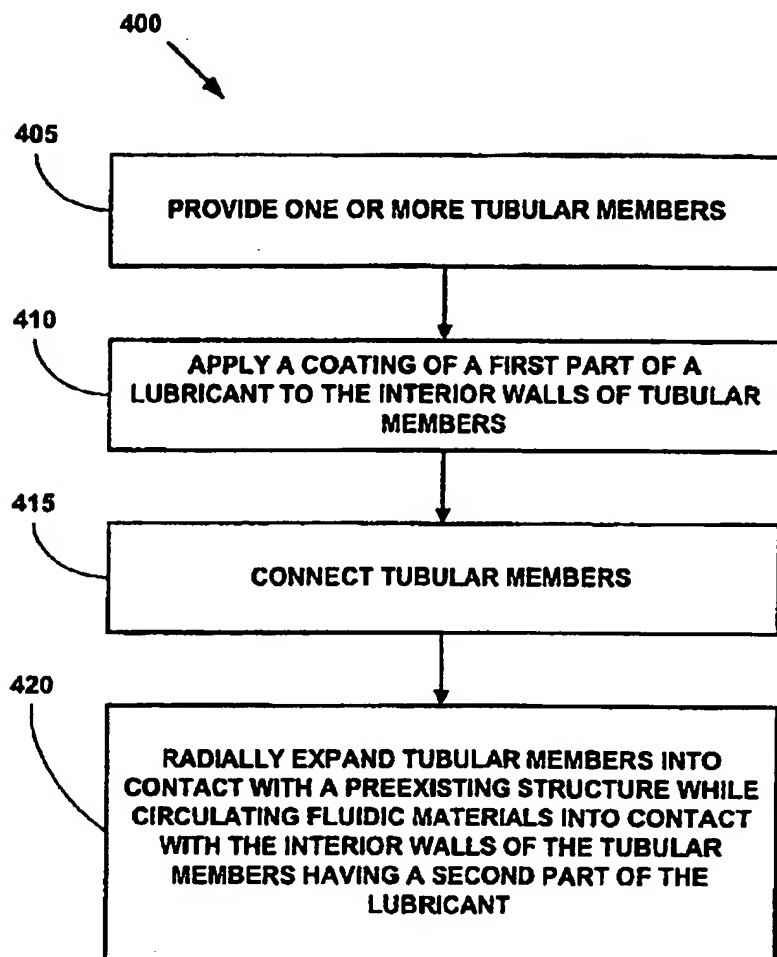 400
405
PROVIDE ONE OR MORE TUBULAR MEMBERS
410
APPLY A COATING OF A FIRST PART OF A
LUBRICANT TO THE INTERIOR WALLS OF TUBULAR
MEMBERS
415
CONNECT TUBULAR MEMBERS
420
RADIALLY EXPAND TUBULAR MEMBERS INTO
CONTACT WITH A PREEXISTING STRUCTURE WHILE
CIRCULATING FLUIDIC MATERIALS INTO CONTACT
WITH THE INTERIOR WALLS OF THE TUBULAR
MEMBERS HAVING A SECOND PART OF THE
LUBRICANT